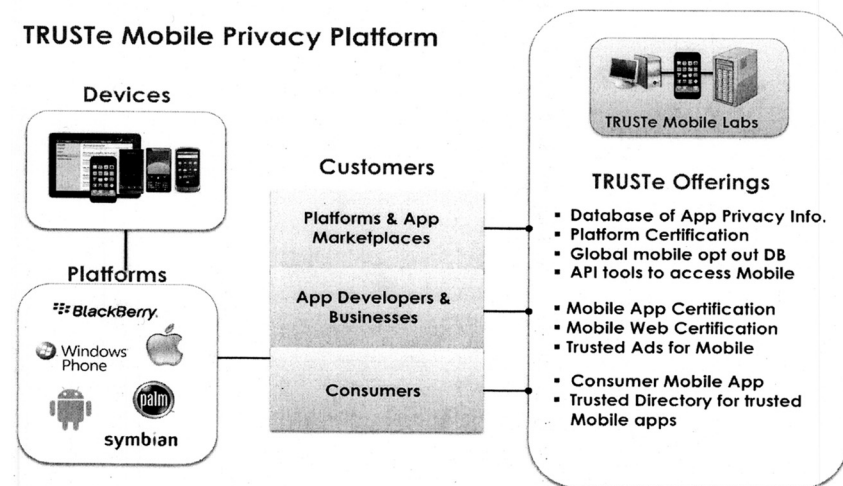 TRUSTe Mobile Privacy Platform
Devices
Platforms
BlackBerry.
Windows
Phone
palm
symbian
Customers
Platforms & App
Marketplaces
App Developers &
Businesses
Consumers
TRUSTe Mobile Labs
TRUSTe Offerings
▪ Database of App Privacy Info.
▪ Platform Certification
▪ Global mobile opt out DB
▪ API tools to access Mobile
▪ Mobile App Certification
▪ Mobile Web Certification
▪ Trusted Ads for Mobile
▪ Consumer Mobile App
▪ Trusted Directory for trusted
Mobile apps